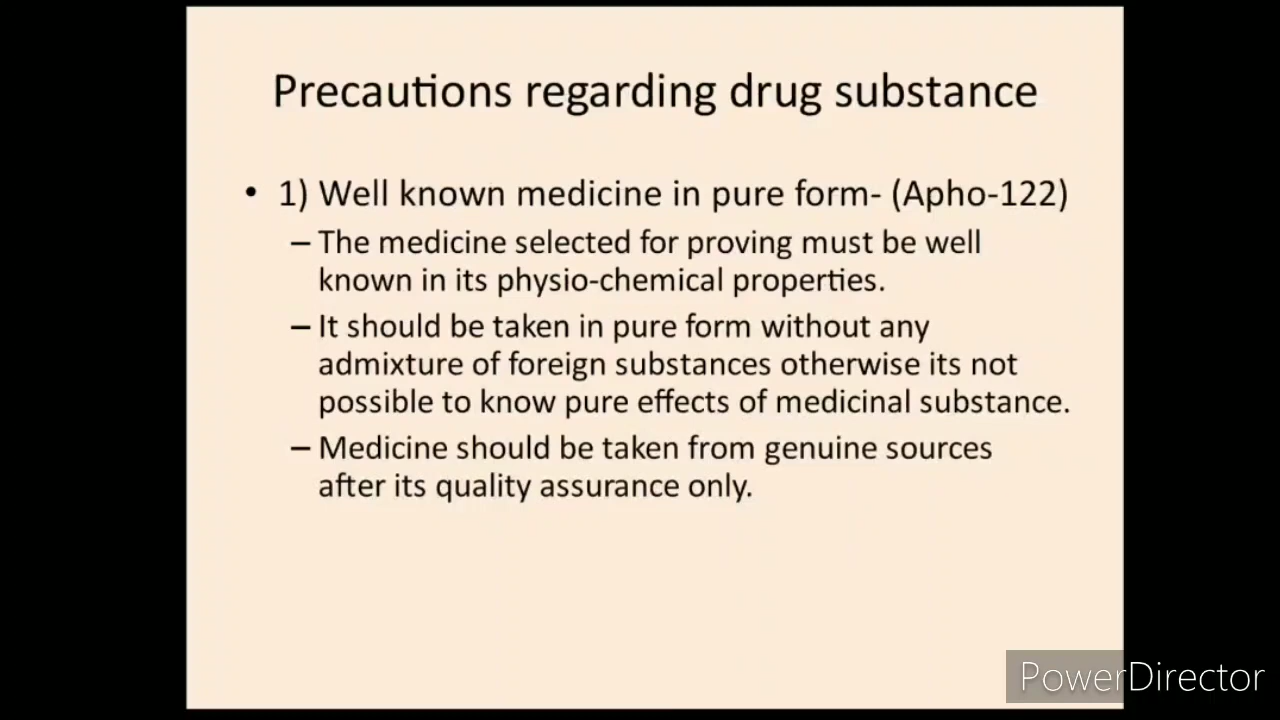 Precautions regarding drug substance
• 1) Well known medicine in pure form- (Apho-122)
– The medicine selected for proving must be well
known in its physio-chemical properties.
– It should be taken in pure form without any
admixture of foreign substances otherwise its not
possible to know pure effects of medicinal substance.
– Medicine should be taken from genuine sources
after its quality assurance only.
PowerDirector